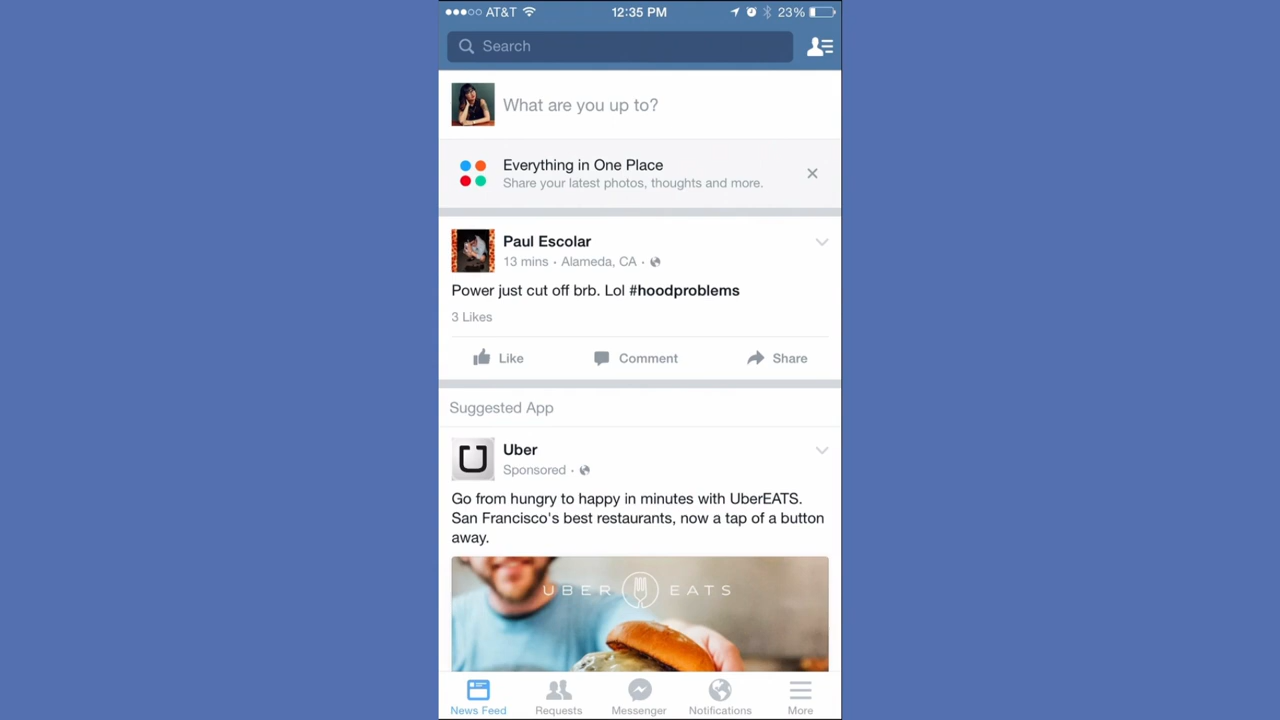 AT&T 12:35 PM 23%
Search
What are you up to?
Everything in One Place
Share your latest photos, thoughts and more.
Paul Escolar
13 mins · Alameda, CA ·
Power just cut off brb. Lol #hoodproblems
3 Likes
Like Comment Share
Suggested App
Uber
Sponsored ·
Go from hungry to happy in minutes with UberEATS.
San Francisco's best restaurants, now a tap of a button
away.
UBER EATS
News Feed Requests Messenger Notifications More